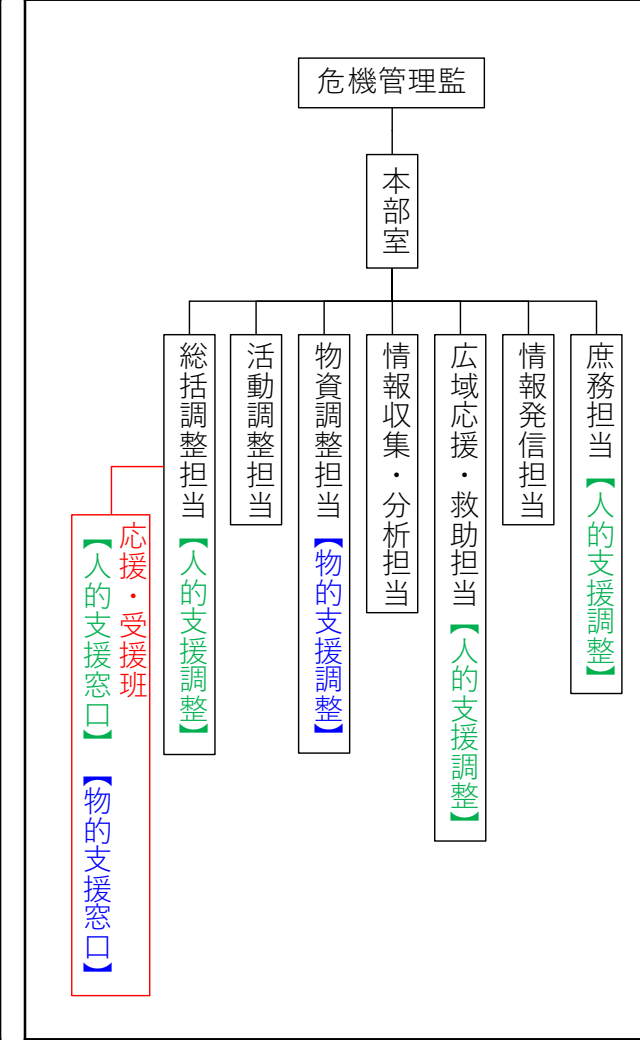 危機管理監
本部室
庶務担当【人的支援調整】
情報発信担当
広域応援・救助担当【人的支援調整】
情報収集・分析担当
物資調整担当【物的支援調整】
活動調整担当
総括調整担当【人的支援調整】
応援・受援班
【人的支援窓口】【物的支援窓口】